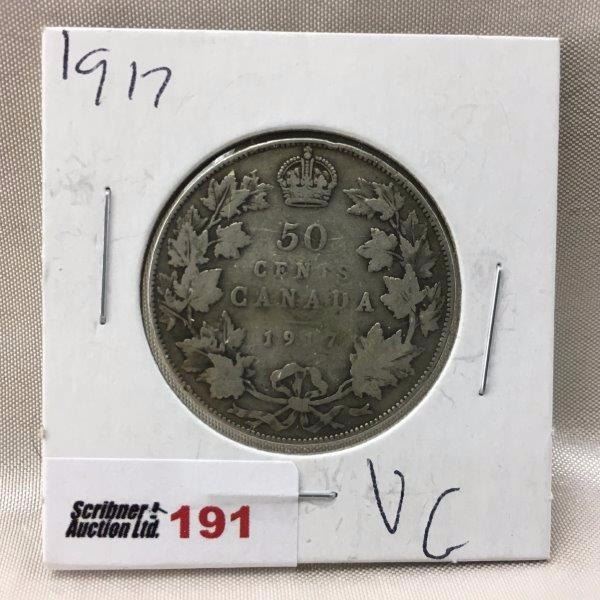 1917
50
CENTS
CANADA
1917
Scribner
Auction Ltd. 191
VG